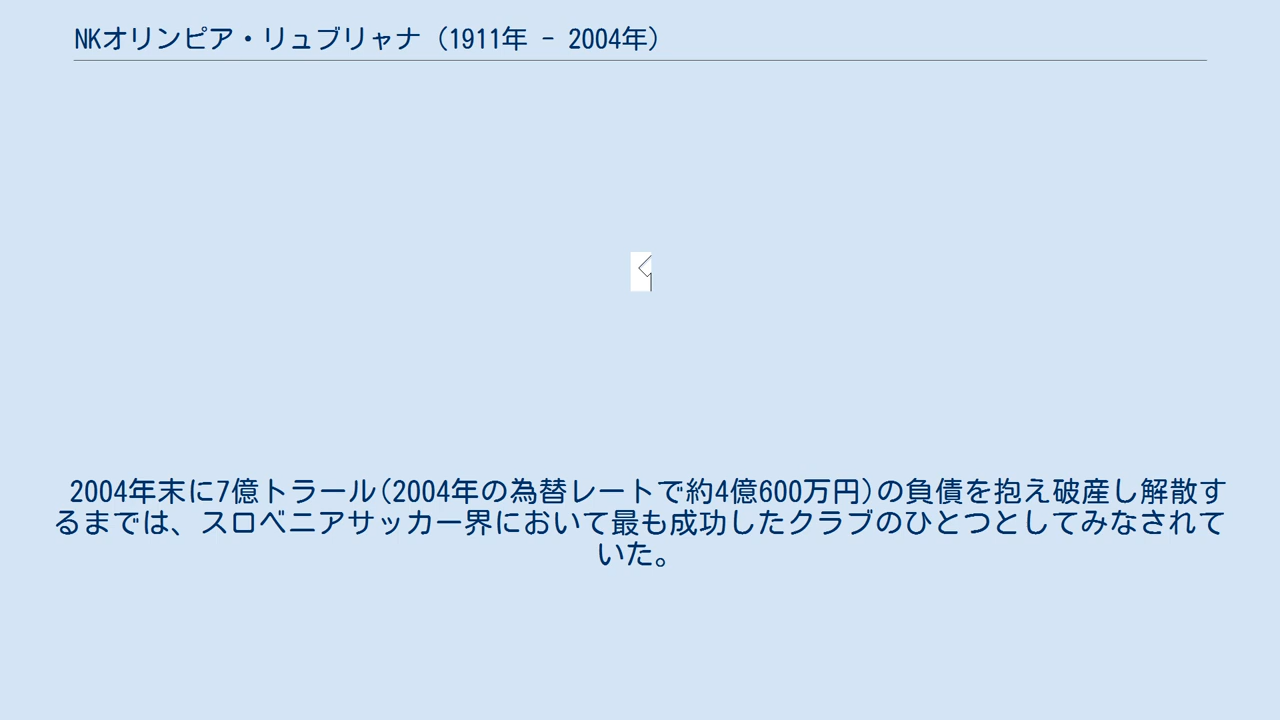 NKオリンピア・リュブリャナ (1911年 - 2004年)
2004年末に7億トラール(2004年の為替レートで約4億600万円)の負債を抱え破産し解散す
るまでは、スロベニアサッカー界において最も成功したクラブのひとつとしてみなされて
いた。